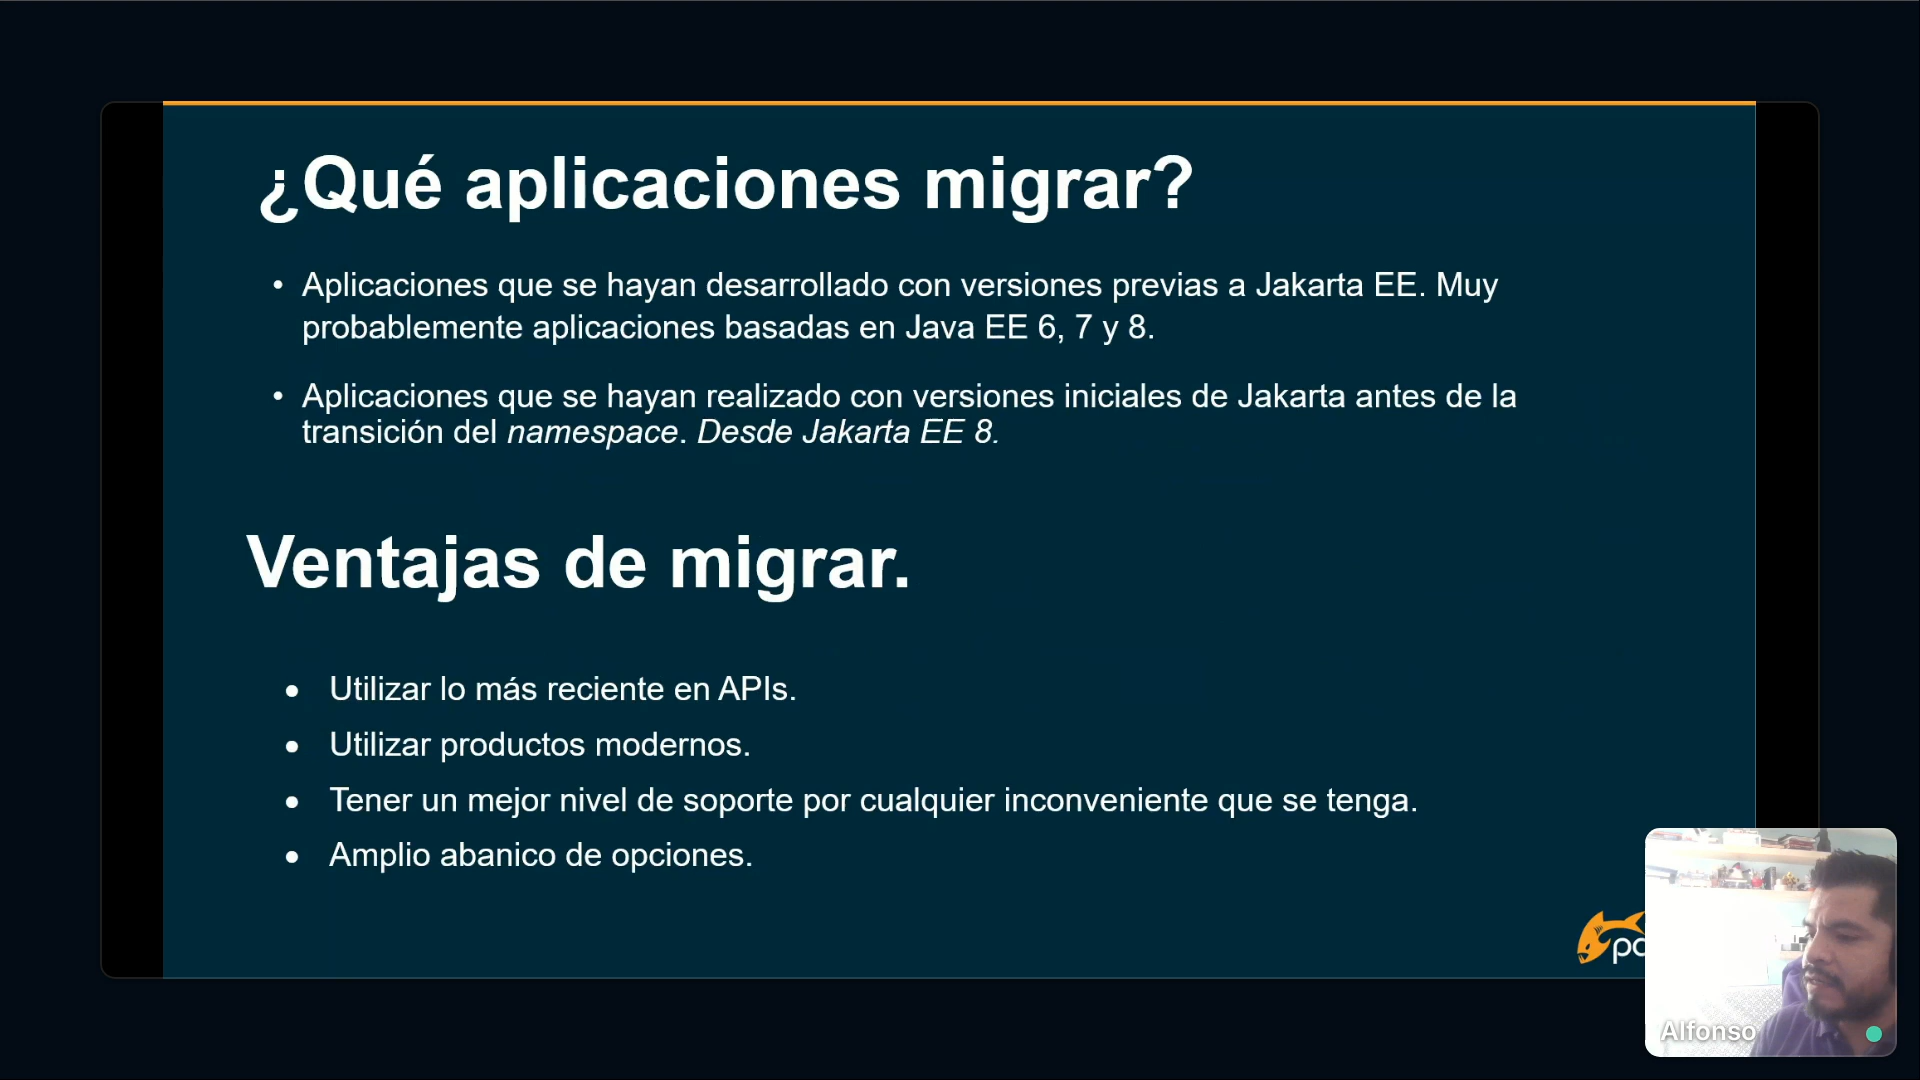 ¿Qué aplicaciones migrar?
• Aplicaciones que se hayan desarrollado con versiones previas a Jakarta EE. Muy
probablemente aplicaciones basadas en Java EE 6, 7 y 8.
• Aplicaciones que se hayan realizado con versiones iniciales de Jakarta antes de la
transición del namespace. Desde Jakarta EE 8.
Ventajas de migrar.
● Utilizar lo más reciente en APIs.
● Utilizar productos modernos.
● Tener un mejor nivel de soporte por cualquier inconveniente que se tenga.
● Amplio abanico de opciones.
Alfonso